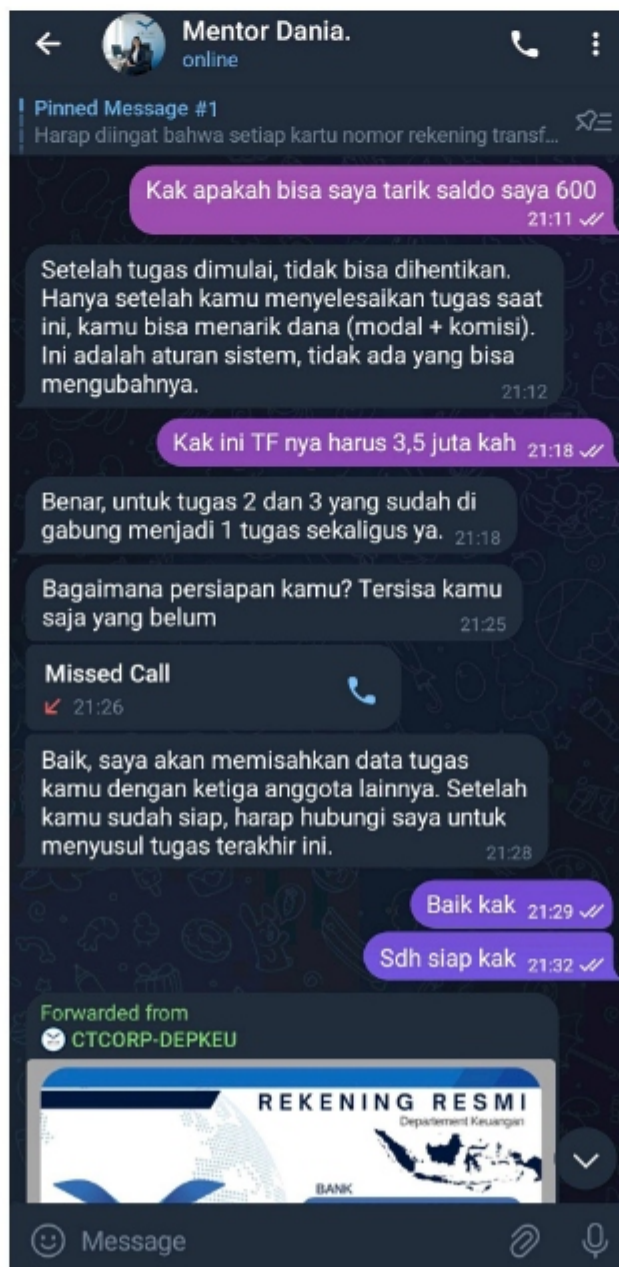 Mentor Dania.
online
Pinned Message #1
Harap diingat bahwa setiap kartu nomor rekening transf...
Kak apakah bisa saya tarik saldo saya 600
21:11
Setelah tugas dimulai, tidak bisa dihentikan.
Hanya setelah kamu menyelesaikan tugas saat
ini, kamu bisa menarik dana (modal + komisi).
Ini adalah aturan sistem, tidak ada yang bisa
mengubahnya.
21:12
Kak ini TF nya harus 3,5 juta kah 21:18
Benar, untuk tugas 2 dan 3 yang sudah di
gabung menjadi 1 tugas sekaligus ya. 21:18
Bagaimana persiapan kamu? Tersisa kamu
saja yang belum
21:25
Missed Call
21:26
Baik, saya akan memisahkan data tugas
kamu dengan ketiga anggota lainnya. Setelah
kamu sudah siap, harap hubungi saya untuk
menyusul tugas terakhir ini.
21:28
Baik kak 21:29
Sdh siap kak 21:32
Forwarded from
CTCORP-DEPKEU
REKENING RESMI
Departement Keuangan
BANK
Message